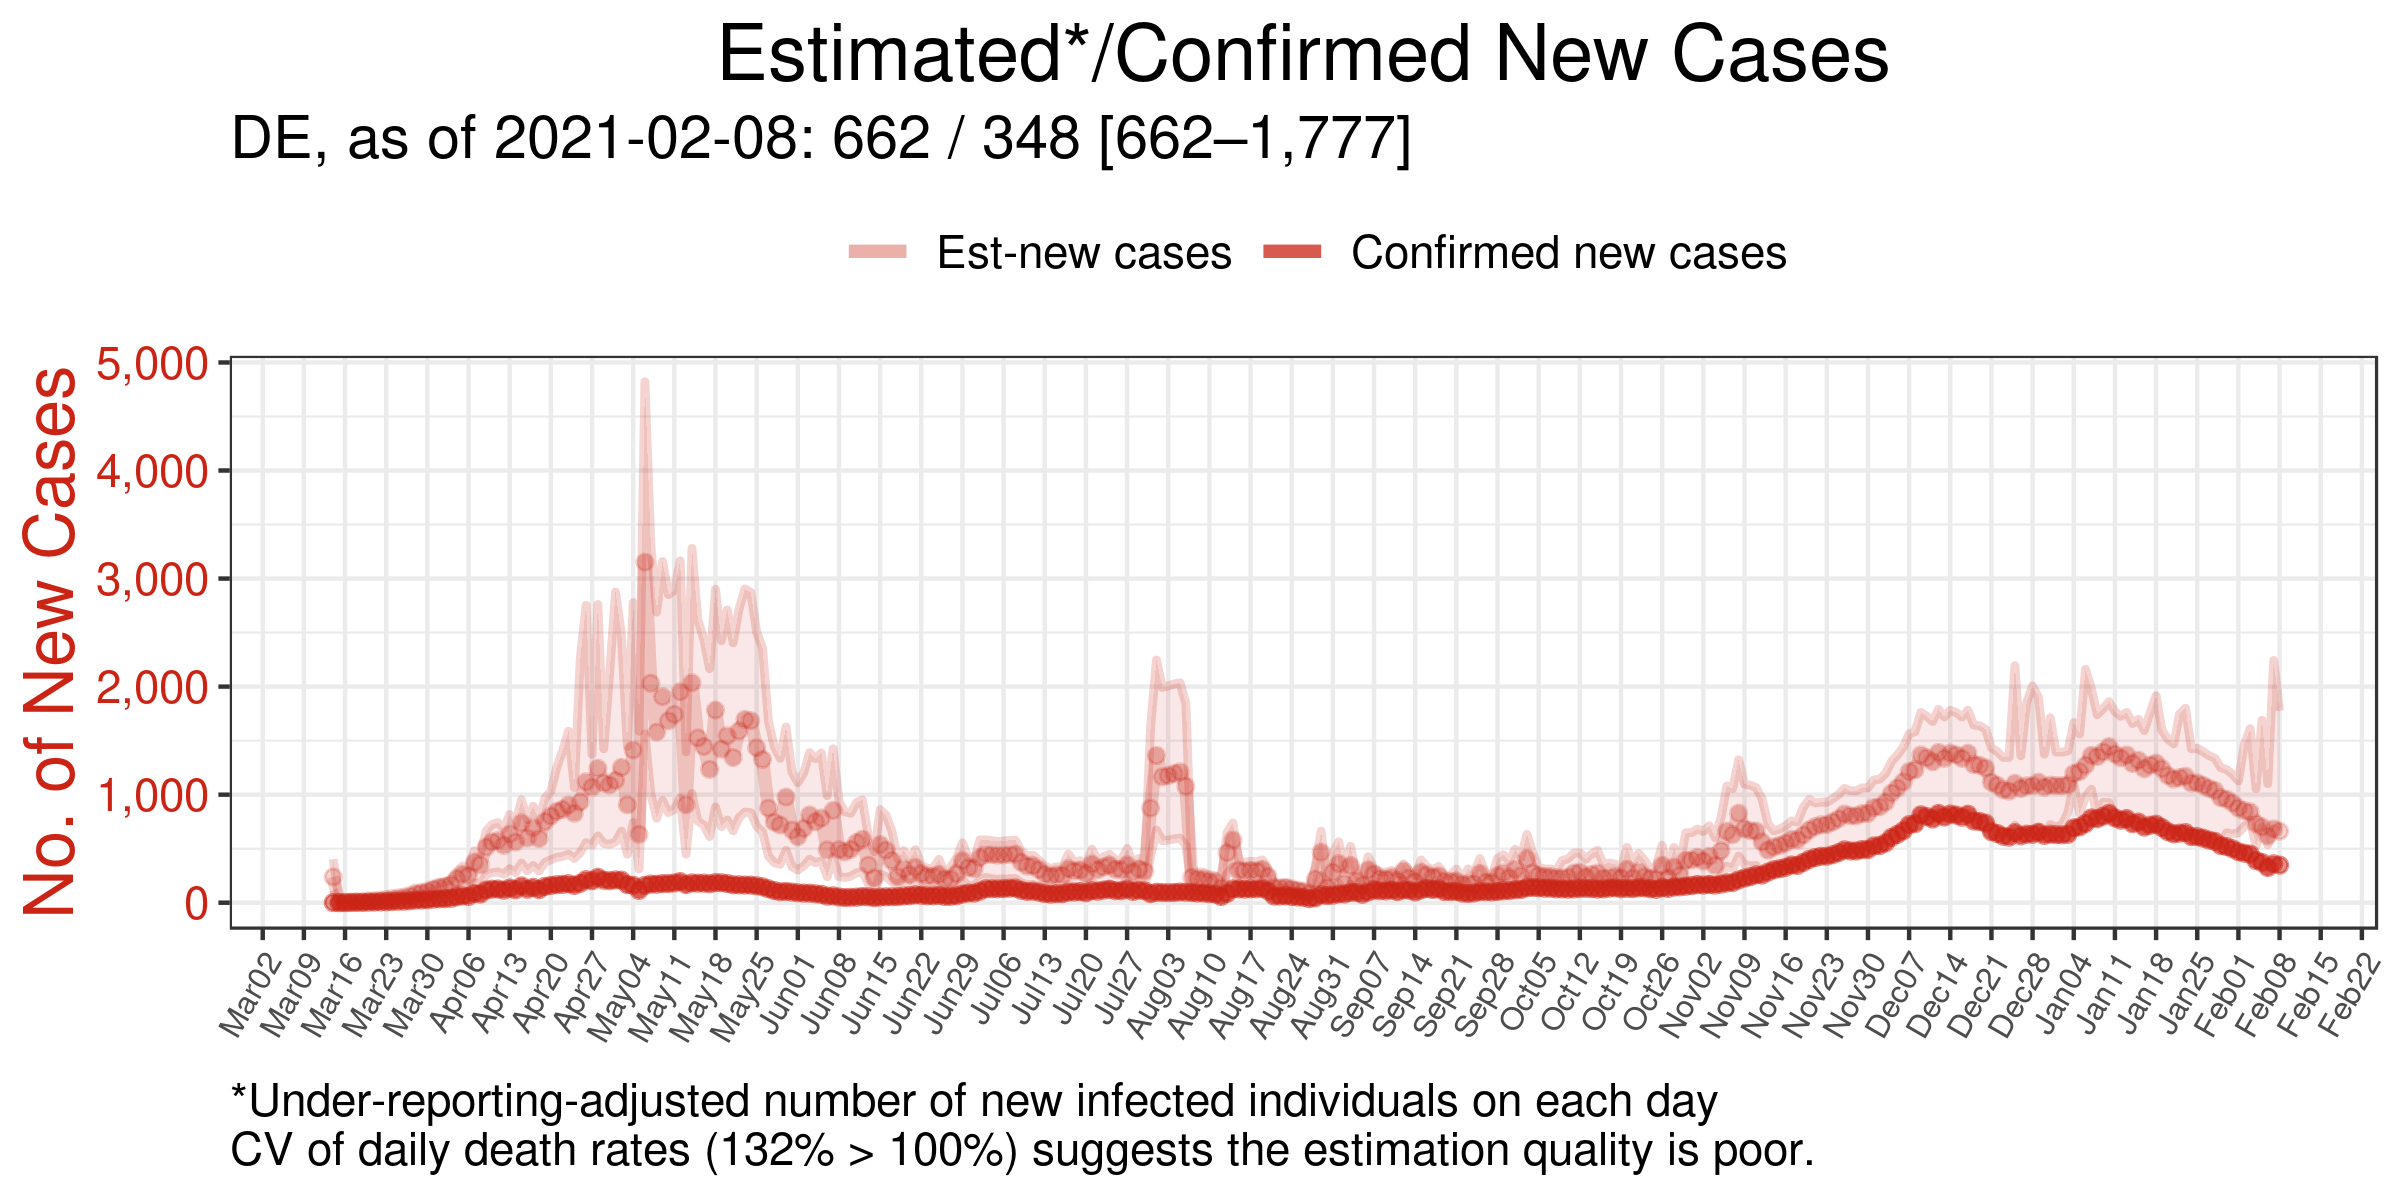 Estimated*/Confirmed New Cases
DE, as of 2021-02-08: 662 / 348 [662–1,777]
Est-new cases Confirmed new cases
No. of New Cases
5,000
4,000
3,000
2,000
1,000
0
Mar02 Mar09 Mar16 Mar23 Mar30 Apr06 Apr13 Apr20 Apr27 May04 May11 May18 May25 Jun01 Jun08 Jun15 Jun22 Jun29 Jul06 Jul13 Jul20 Jul27 Aug03 Aug10 Aug17 Aug24 Aug31 Sep07 Sep14 Sep21 Sep28 Oct05 Oct12 Oct19 Oct26 Nov02 Nov09 Nov16 Nov23 Nov30 Dec07 Dec14 Dec21 Dec28 Jan04 Jan11 Jan18 Jan25 Feb01 Feb08 Feb15 Feb22
*Under-reporting-adjusted number of new infected individuals on each day
CV of daily death rates (132% > 100%) suggests the estimation quality is poor.